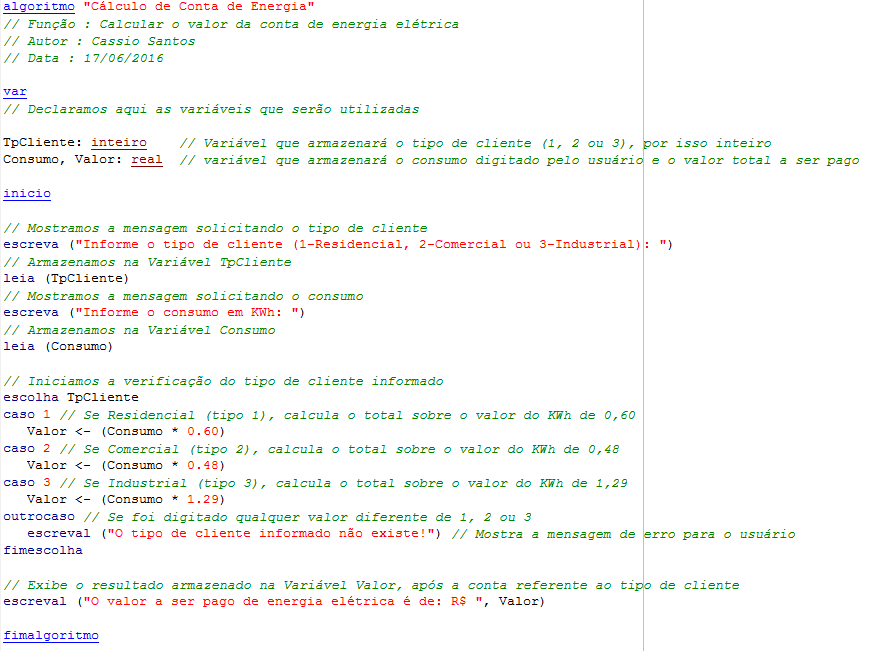 algoritmo "Cálculo de Conta de Energia"
// Função : Calcular o valor da conta de energia elétrica
// Autor : Cassio Santos
// Data : 17/06/2016
var
// Declaramos aqui as variáveis que serão utilizadas
TpCliente: inteiro // Variável que armazenará o tipo de cliente (1, 2 ou 3), por isso inteiro
Consumo, Valor: real // variável que armazenará o consumo digitado pelo usuário e o valor total a ser pago
inicio
// Mostramos a mensagem solicitando o tipo de cliente
escreva ("Informe o tipo de cliente (1-Residencial, 2-Comercial ou 3-Industrial): ")
// Armazenamos na Variável TpCliente
leia (TpCliente)
// Mostramos a mensagem solicitando o consumo
escreva ("Informe o consumo em KWh: ")
// Armazenamos na Variável Consumo
leia (Consumo)
// Iniciamos a verificação do tipo de cliente informado
escolha TpCliente
caso 1 // Se Residencial (tipo 1), calcula o total sobre o valor do KWh de 0,60
Valor <- (Consumo * 0.60)
caso 2 // Se Comercial (tipo 2), calcula o total sobre o valor do KWh de 0,48
Valor <- (Consumo * 0.48)
caso 3 // Se Industrial (tipo 3), calcula o total sobre o valor do KWh de 1,29
Valor <- (Consumo * 1.29)
outrocaso // Se foi digitado qualquer valor diferente de 1, 2 ou 3
escreval ("O tipo de cliente informado não existe!") // Mostra a mensagem de erro para o usuário
fimescolha
// Exibe o resultado armazenado na Variável Valor, após a conta referente ao tipo de cliente
escreval ("O valor a ser pago de energia elétrica é de: R$ ", Valor)
fimalgoritmo